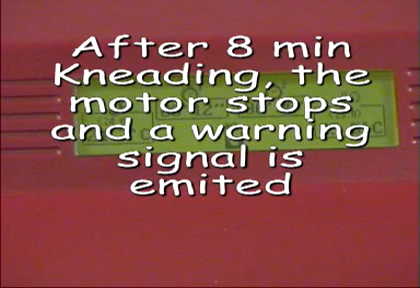 After 8 min
Kneading, the
motor stops
and a warning
signal is
emited